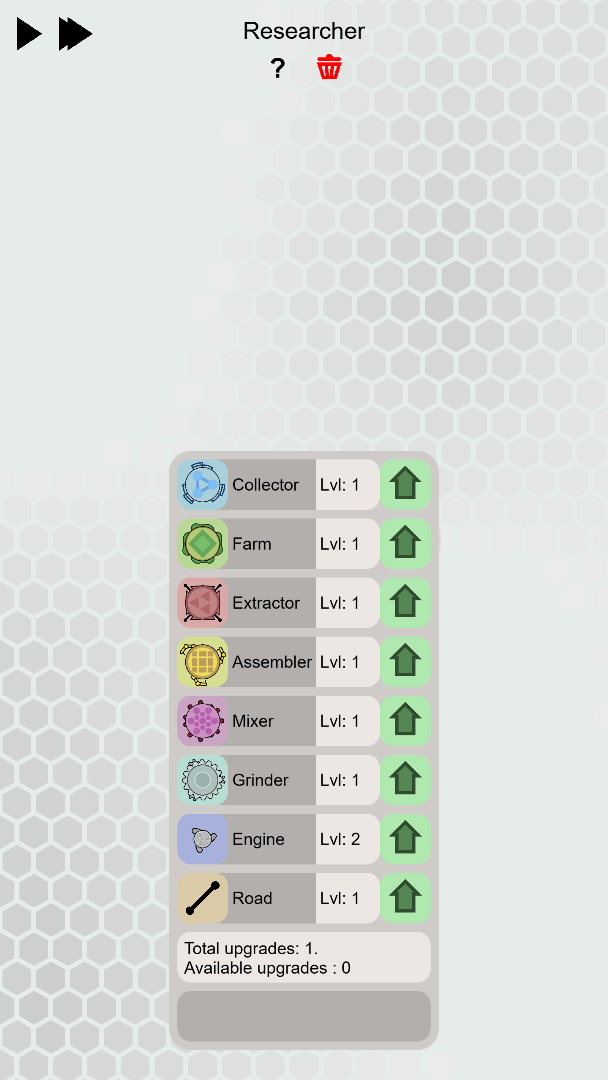 Researcher
?
Collector Lvl: 1
Farm Lvl: 1
Extractor Lvl: 1
Assembler Lvl: 1
Mixer Lvl: 1
Grinder Lvl: 1
Engine Lvl: 2
Road Lvl: 1
Total upgrades: 1.
Available upgrades : 0